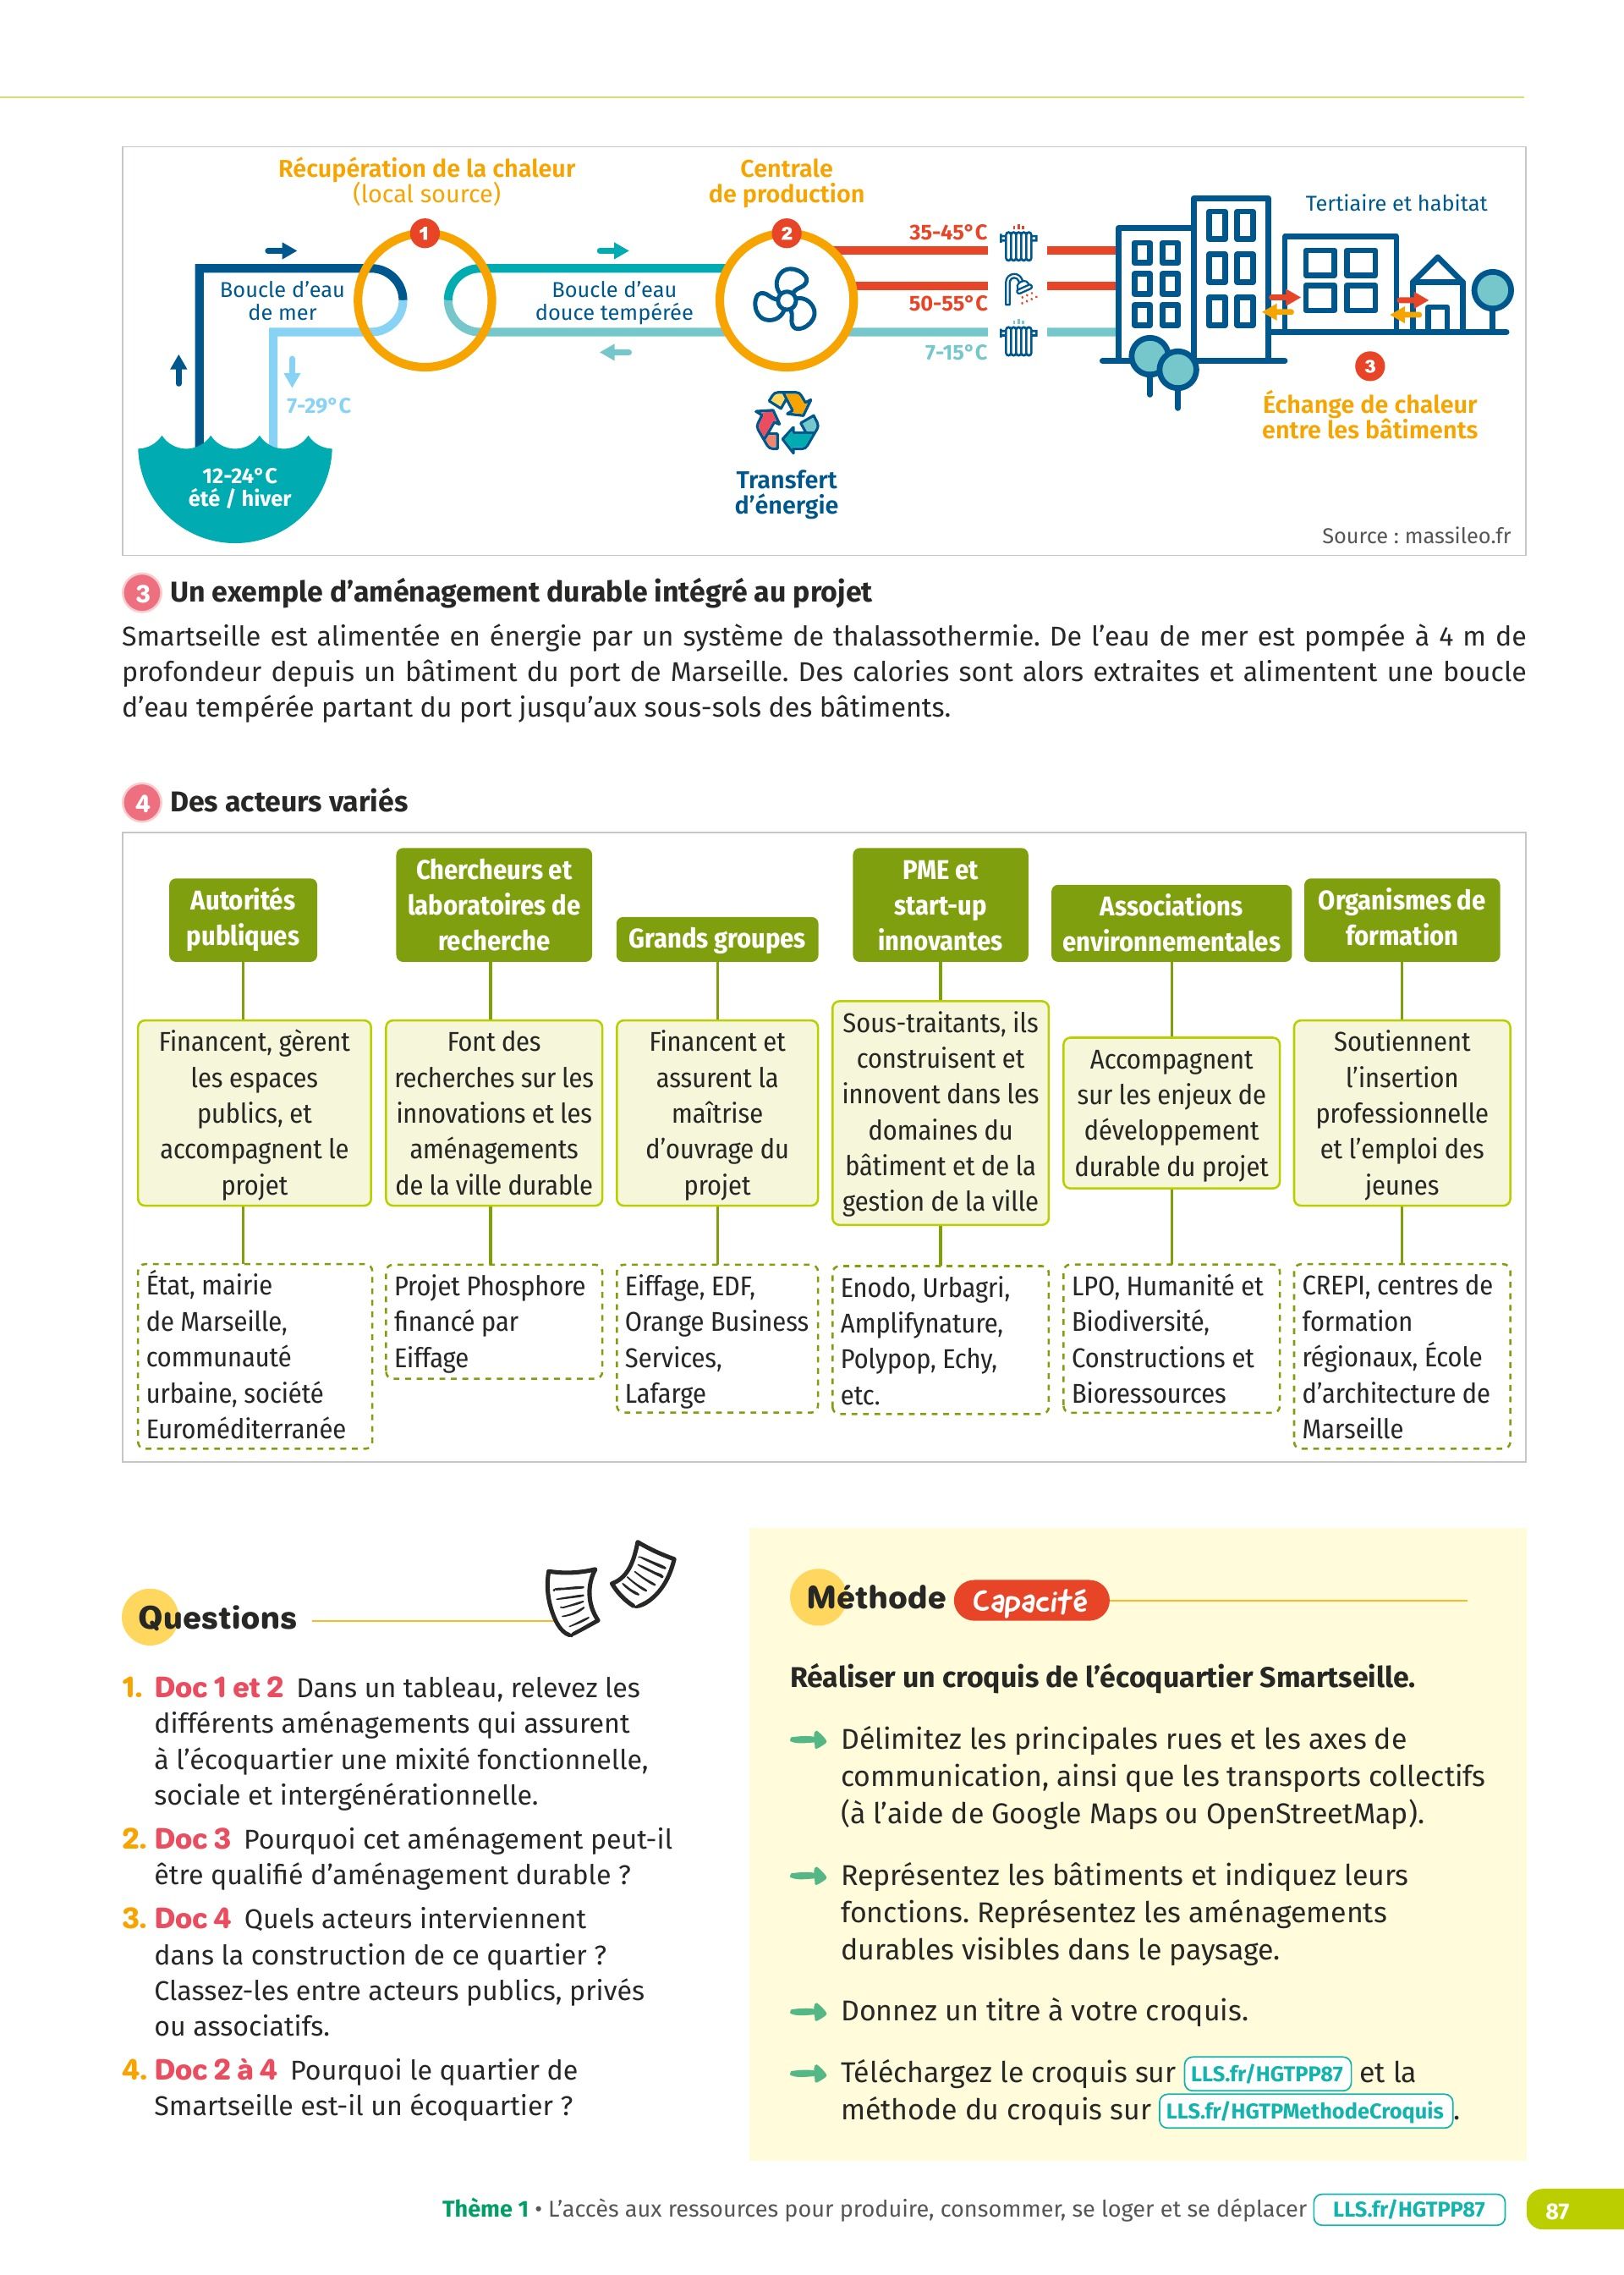 Récupération de la chaleur
(local source)
1
Centrale
de production
2
Boucle d'eau
de mer
Boucle d'eau
douce tempérée
35-45°C
50-55°C
7-15°C
Tertiaire et habitat
3
Échange de chaleur
entre les bâtiments
7-29°C
12-24°C
été / hiver
Transfert
d'énergie
Source : massileo.fr
3 Un exemple d'aménagement durable intégré au projet
Smartseille est alimentée en énergie par un système de thalassothermie. De l'eau de mer est pompée à 4 m de
profondeur depuis un bâtiment du port de Marseille. Des calories sont alors extraites et alimentent une boucle
d'eau tempérée partant du port jusqu'aux sous-sols des bâtiments.
4 Des acteurs variés
Autorités
publiques
Financent, gèrent
les espaces
publics, et
accompagnent le
projet
État, mairie
de Marseille,
communauté
urbaine, société
Euroméditerranée
Chercheurs et
laboratoires de
recherche
Font des
recherches sur les
innovations et les
aménagements
de la ville durable
Projet Phosphore
financé par
Eiffage
Grands groupes
Financent et
assurent la
maîtrise
d'ouvrage du
projet
Eiffage, EDF,
Orange Business
Services,
Lafarge
PME et
start-up
innovantes
Sous-traitants, ils
construisent et
innovent dans les
domaines du
bâtiment et de la
gestion de la ville
Enodo, Urbagri,
Amplifynature,
Polypop, Echy,
etc.
Associations
environnementales
Accompagnent
sur les enjeux de
développement
durable du projet
LPO, Humanité et
Biodiversité,
Constructions et
Bioressources
Organismes de
formation
Soutiennent
l'insertion
professionnelle
et l'emploi des
jeunes
CREPI, centres de
formation
régionaux, École
d'architecture de
Marseille
Questions
1. Doc 1 et 2 Dans un tableau, relevez les
différents aménagements qui assurent
à l'écoquartier une mixité fonctionnelle,
sociale et intergénérationnelle.
2. Doc 3 Pourquoi cet aménagement peut-il
être qualifié d'aménagement durable ?
3. Doc 4 Quels acteurs interviennent
dans la construction de ce quartier ?
Classez-les entre acteurs publics, privés
ou associatifs.
4. Doc 2 à 4 Pourquoi le quartier de
Smartseille est-il un écoquartier ?
Méthode Capacité
Réaliser un croquis de l'écoquartier Smartseille.
Délimitez les principales rues et les axes de
communication, ainsi que les transports collectifs
(à l'aide de Google Maps ou OpenStreetMap).
Représentez les bâtiments et indiquez leurs
fonctions. Représentez les aménagements
durables visibles dans le paysage.
Donnez un titre à votre croquis.
Téléchargez le croquis sur LLS.fr/HGTPP87 et la
méthode du croquis sur LLS.fr/HGTPMethodeCroquis.
Thème 1 • L'accès aux ressources pour produire, consommer, se loger et se déplacer LLS.fr/HGTPP87 87